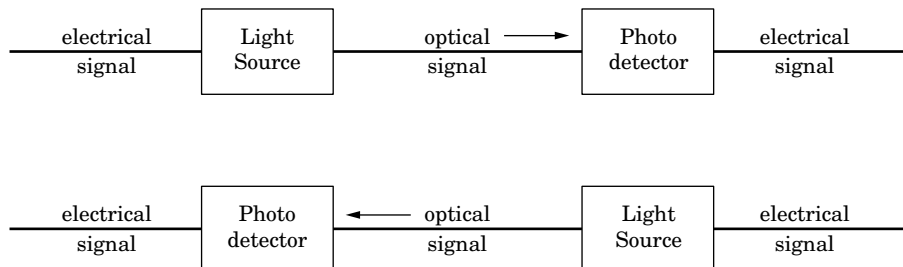 electrical
signal
Light
Source
optical
signal
Photo
detector
electrical
signal
electrical
signal
Photo
detector
optical
signal
Light
Source
electrical
signal